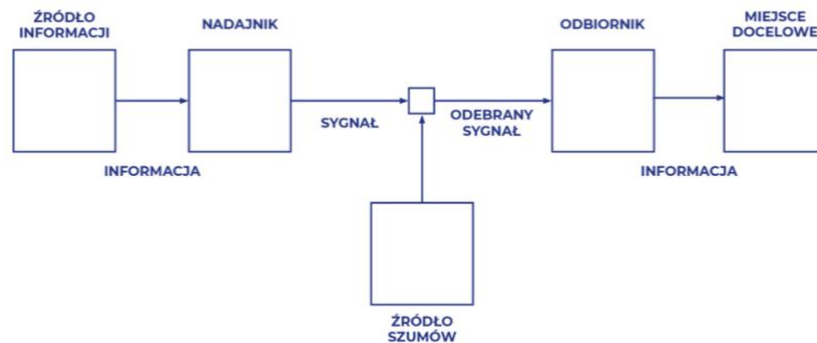 ŹRÓDŁO
INFORMACJI
NADAJNIK
ODBIORNIK
MIEJSCE
DOCELOWE
SYGNAŁ
ODEBRANY
SYGNAŁ
INFORMACJA
INFORMACJA
ŹRÓDŁO
SZUMÓW